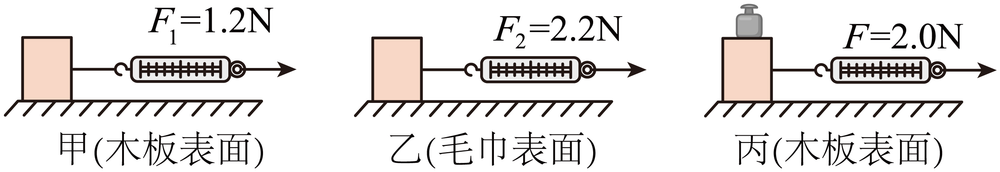 F₁=1.2N
F₂=2.2N
F=2.0N
甲(木板表面)
乙(毛巾表面)
丙(木板表面)